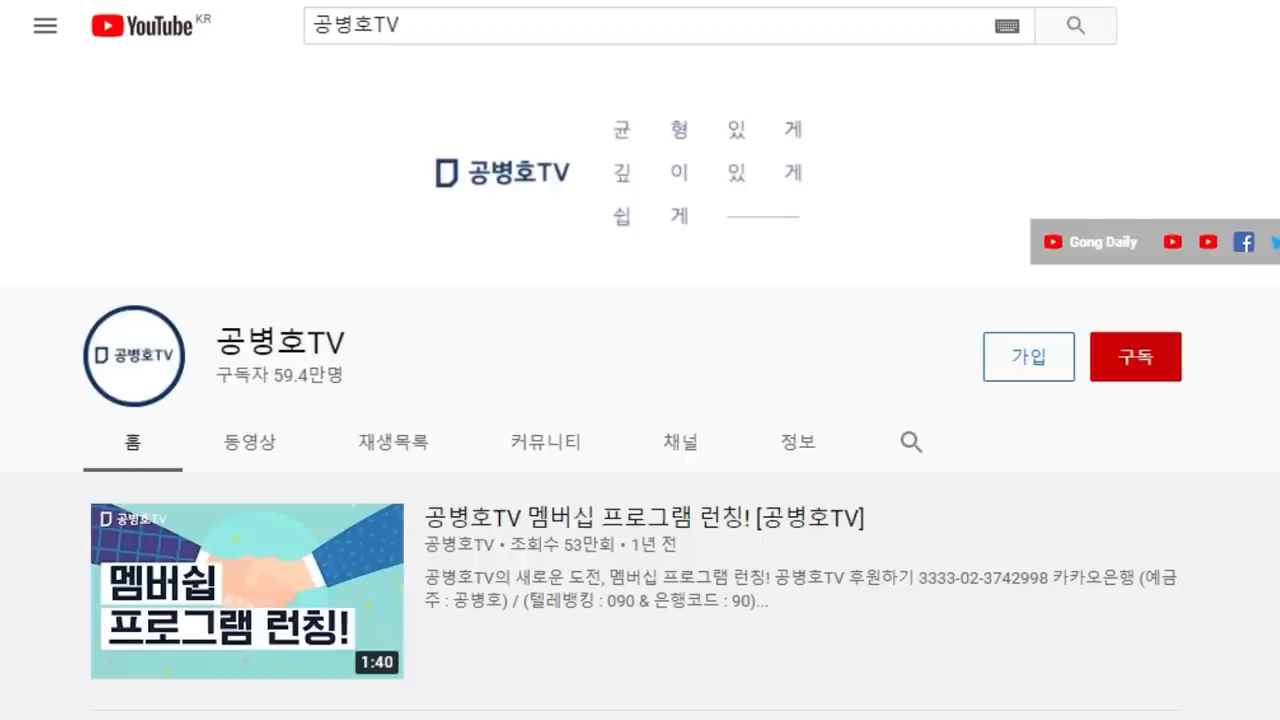 YouTube KR
공병호TV
균형있게
공병호TV
깊이있게
쉽게
Gong Daily
공병호TV
공병호TV
구독자 59.4만명
가입
구독
홈
동영상
재생목록
커뮤니티
채널
정보
공병호TV
멤버쉽
프로그램 런칭!
1:40
공병호TV 멤버십 프로그램 런칭! [공병호TV]
공병호TV • 조회수 53만회 • 1년 전
공병호TV의 새로운 도전, 멤버십 프로그램 런칭! 공병호TV 후원하기 3333-02-3742998 카카오은행 (예금
주 : 공병호) / (텔레뱅킹 : 090 & 은행코드 : 90)...